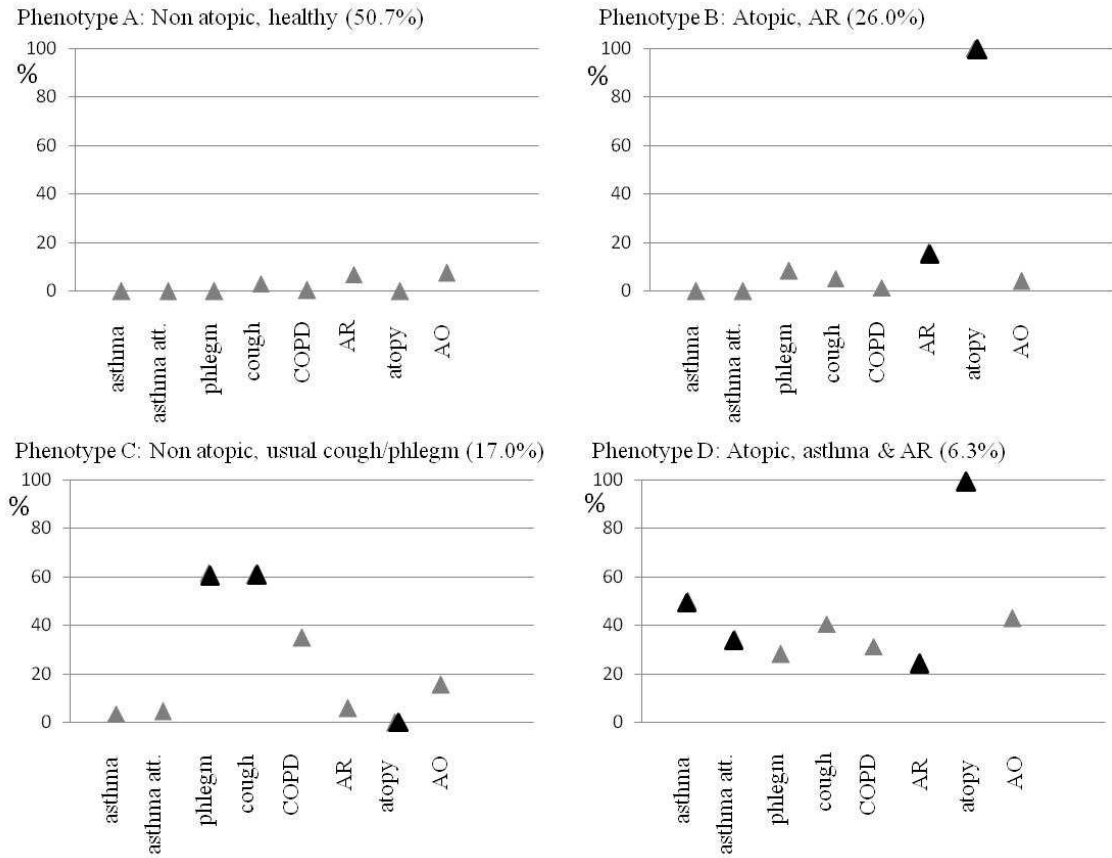 Phenotype A: Non atopic, healthy (50.7%)
100
%
80
60
40
20
0
asthma
asthma att.
phlegm
cough
COPD
AR
atopy
AO
Phenotype B: Atopic, AR (26.0%)
100
%
80
60
40
20
0
asthma
asthma att.
phlegm
cough
COPD
AR
atopy
AO
Phenotype C: Non atopic, usual cough/phlegm (17.0%)
100
%
80
60
40
20
0
asthma
asthma att.
phlegm
cough
COPD
AR
atopy
AO
Phenotype D: Atopic, asthma & AR (6.3%)
100
%
80
60
40
20
0
asthma
asthma att.
phlegm
cough
COPD
AR
atopy
AO